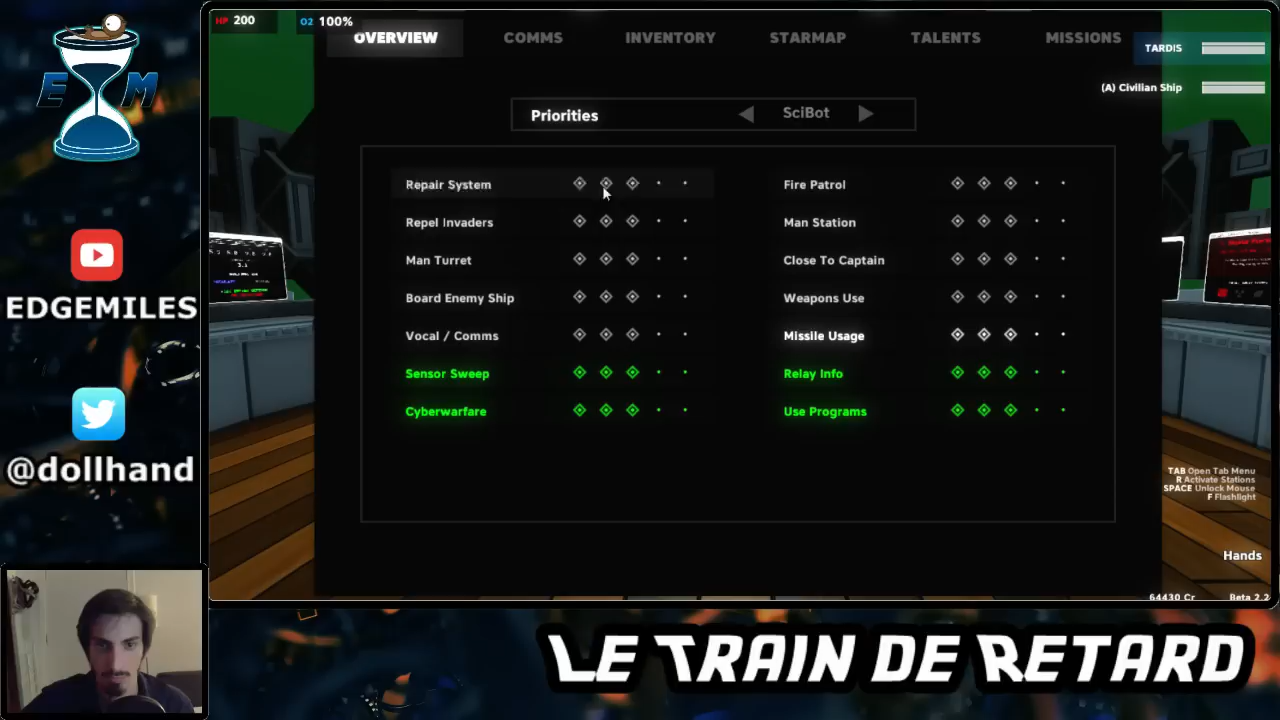 HP 200
O2 100%
OVERVIEW COMMS INVENTORY STARMAP TALENTS MISSIONS
TARDIS
(A) Civilian Ship
Priorities
SciBot
Repair System
Fire Patrol
Repel Invaders
Man Station
Man Turret
Close To Captain
Board Enemy Ship
Weapons Use
Vocal / Comms
Missile Usage
Sensor Sweep
Relay Info
Cyberwarfare
Use Programs
TAB Open Tab Menu
R Activate Stations
SPACE Unlock Mouse
F Flashlight
Hands
64430 Cr
Beta 2.2
E M
EDGEMILES
@dollhand
LE TRAIN DE RETARD